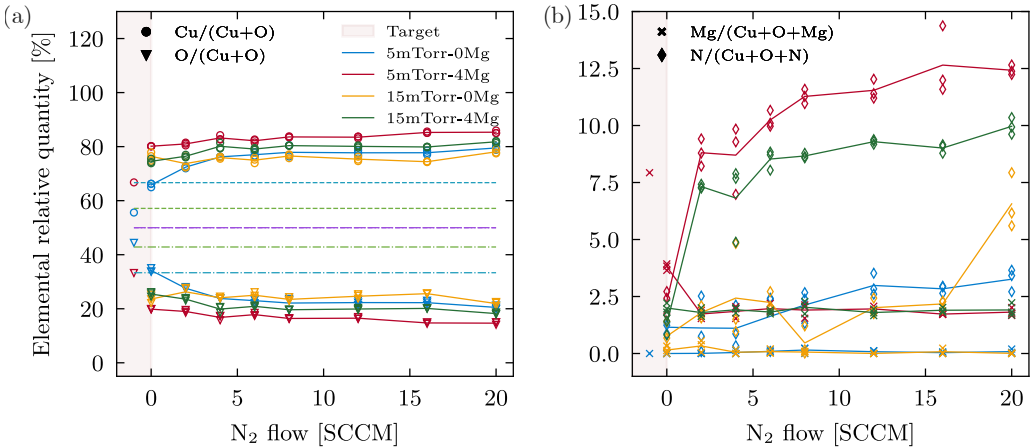 (a)
Elemental relative quantity [%]
120
100
80
60
40
20
0
Cu/(Cu+O)
O/(Cu+O)
Target
5mTorr-0Mg
5mTorr-4Mg
15mTorr-0Mg
15mTorr-4Mg
0 5 10 15 20
N₂ flow [SCCM]
(b)
15.0
12.5
10.0
7.5
5.0
2.5
0.0
Mg/(Cu+O+Mg)
N/(Cu+O+N)
0 5 10 15 20
N₂ flow [SCCM]